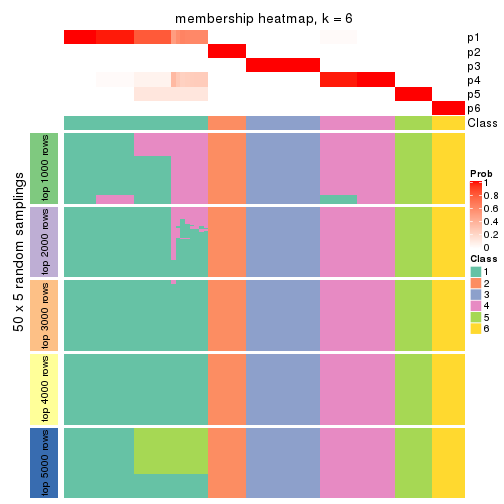 membership heatmap, k = 6
p1
p2
p3
p4
p5
p6
Class
50 x 5 random samplings
top 1000 rows
top 2000 rows
top 3000 rows
top 4000 rows
top 5000 rows
Prob
1
0.8
0.6
0.4
0.2
0
Class
1
2
3
4
5
6